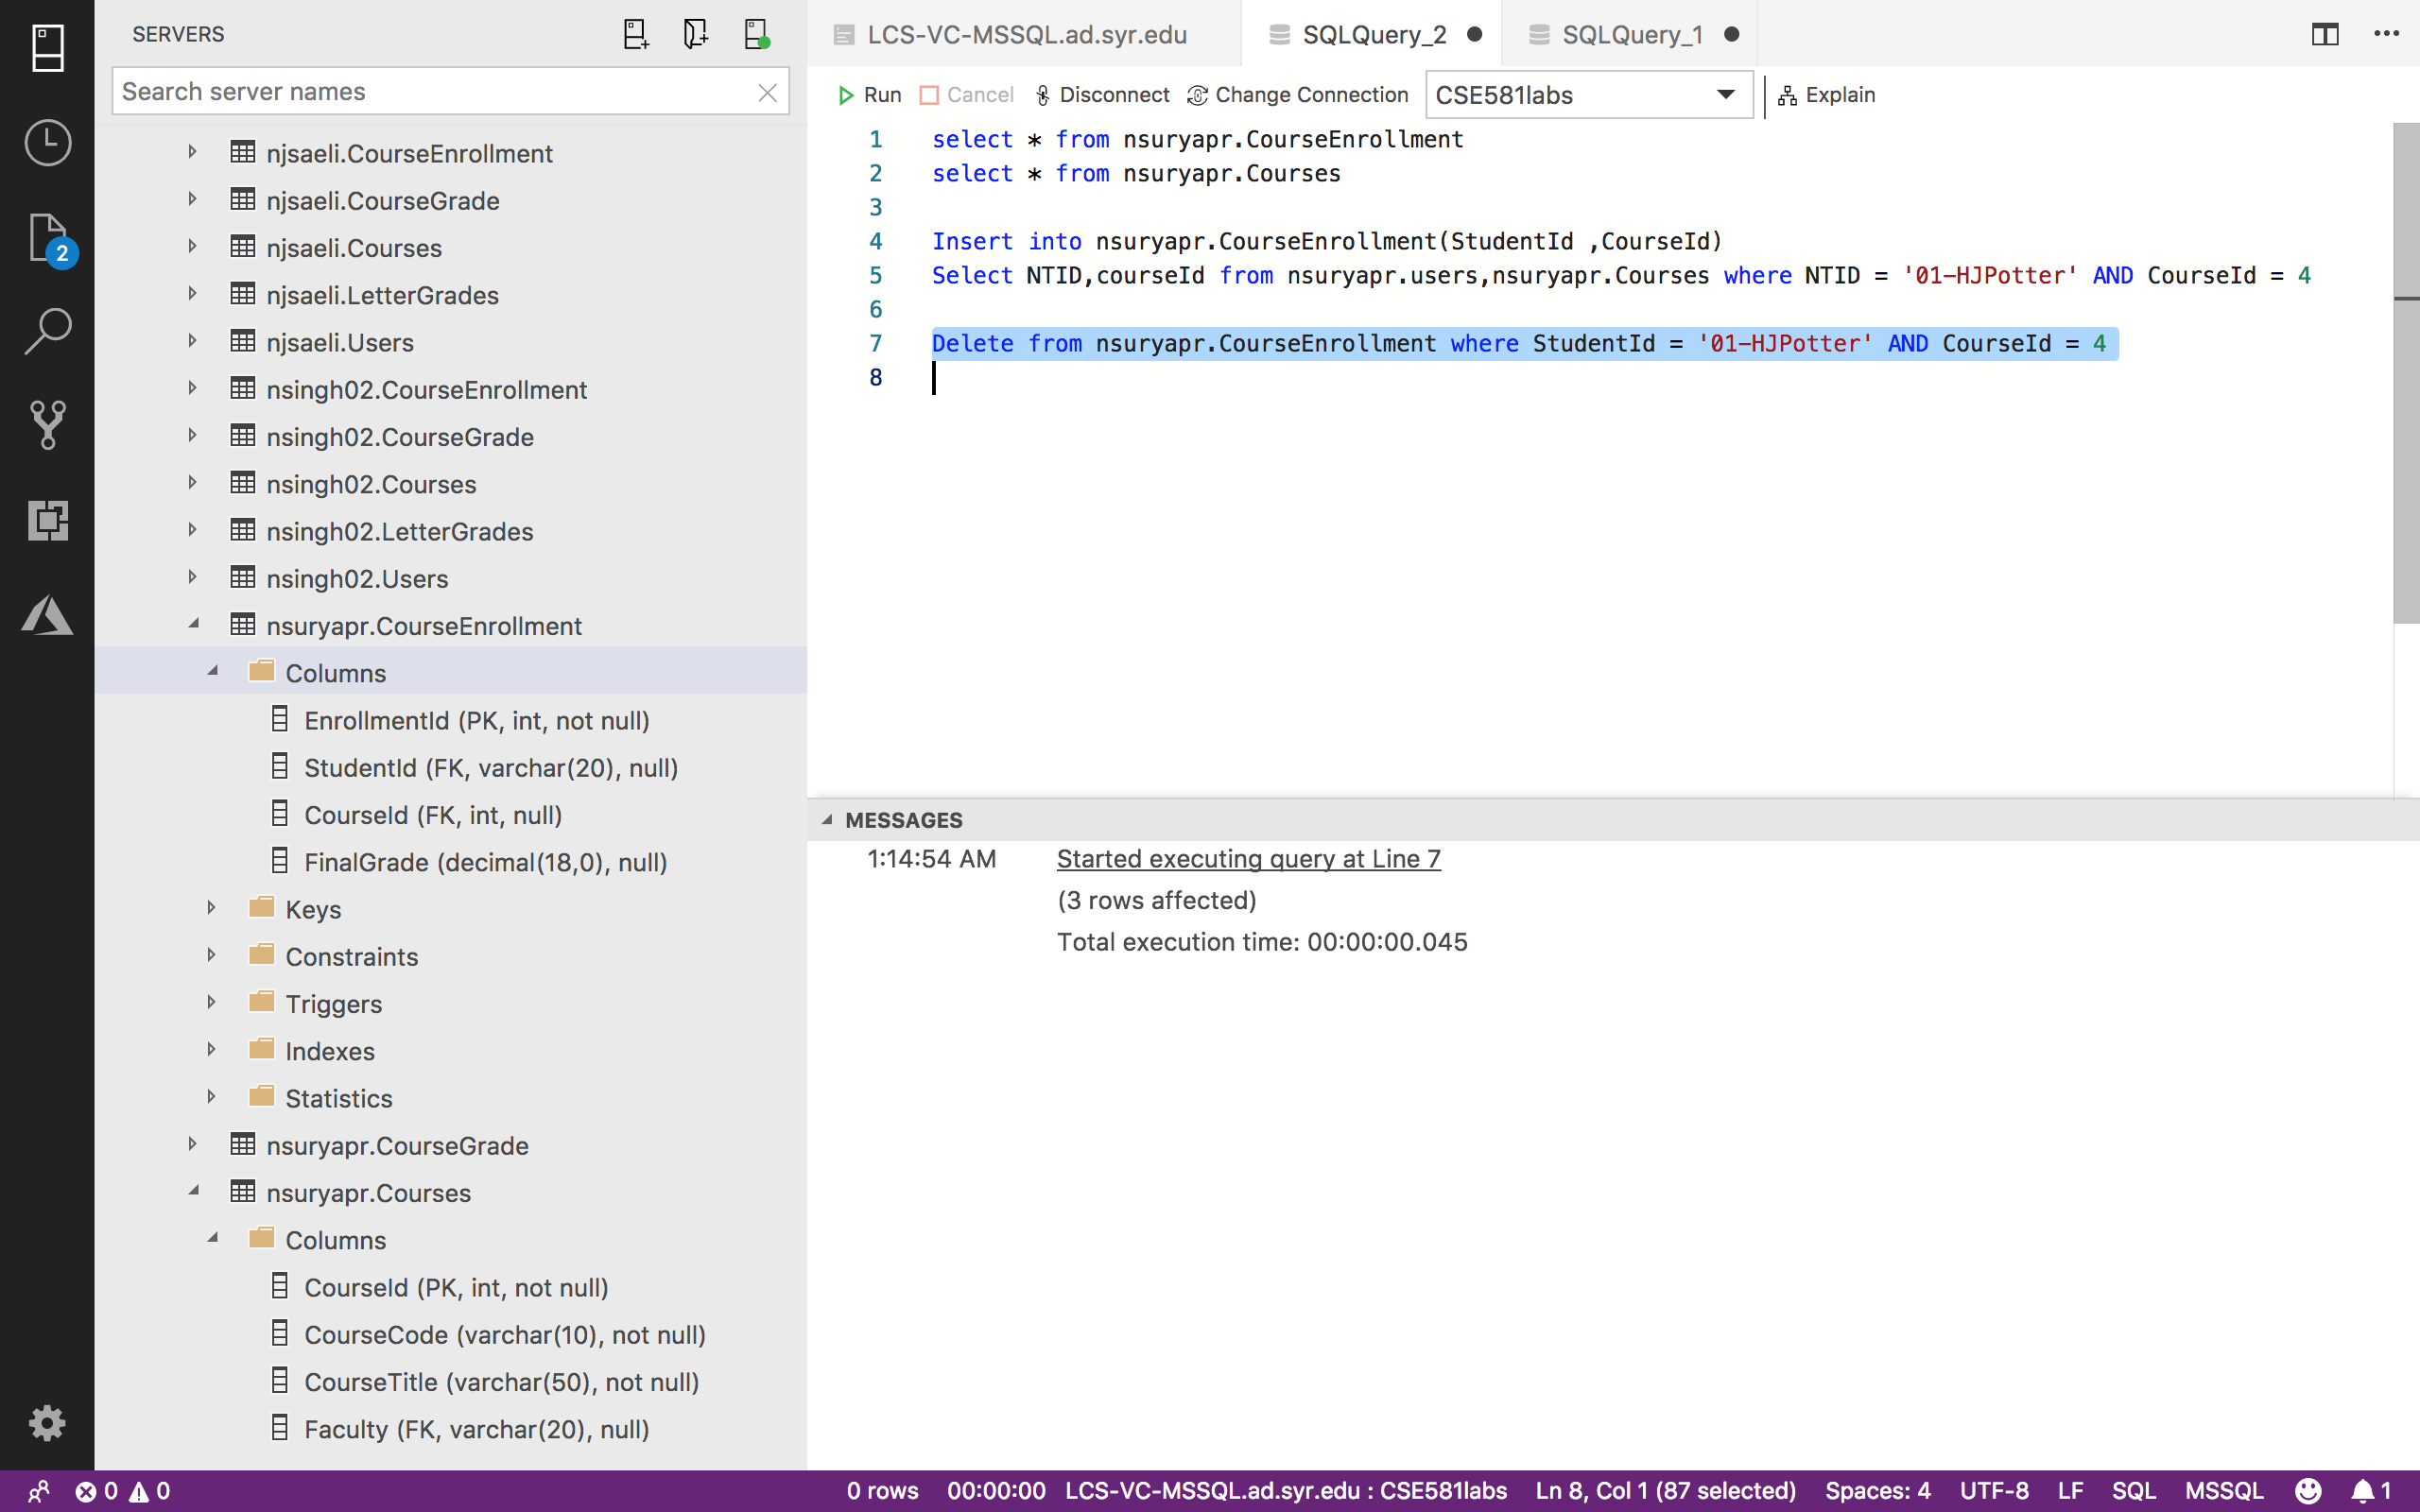 SERVERS
Search server names
njsaeli.CourseEnrollment
njsaeli.CourseGrade
njsaeli.Courses
njsaeli.LetterGrades
njsaeli.Users
nsingh02.CourseEnrollment
nsingh02.CourseGrade
nsingh02.Courses
nsingh02.LetterGrades
nsingh02.Users
nsuryapr.CourseEnrollment
Columns
EnrollmentId (PK, int, not null)
StudentId (FK, varchar(20), null)
CourseId (FK, int, null)
FinalGrade (decimal(18,0), null)
Keys
Constraints
Triggers
Indexes
Statistics
nsuryapr.CourseGrade
nsuryapr.Courses
Columns
CourseId (PK, int, not null)
CourseCode (varchar(10), not null)
CourseTitle (varchar(50), not null)
Faculty (FK, varchar(20), null)
2
LCS-VC-MSSQL.ad.syr.edu SQLQuery_2 SQLQuery_1
Run Cancel Disconnect Change Connection CSE581labs Explain
1 select * from nsuryapr.CourseEnrollment
2 select * from nsuryapr.Courses
3
4 Insert into nsuryapr.CourseEnrollment(StudentId ,CourseId)
5 Select NTID,courseId from nsuryapr.users,nsuryapr.Courses where NTID = '01-HJPotter' AND CourseId = 4
6
7 Delete from nsuryapr.CourseEnrollment where StudentId = '01-HJPotter' AND CourseId = 4
8
MESSAGES
1:14:54 AM Started executing query at Line 7
(3 rows affected)
Total execution time: 00:00:00.045
0 0 0 rows 00:00:00 LCS-VC-MSSQL.ad.syr.edu : CSE581labs Ln 8, Col 1 (87 selected) Spaces: 4 UTF-8 LF SQL MSSQL 1